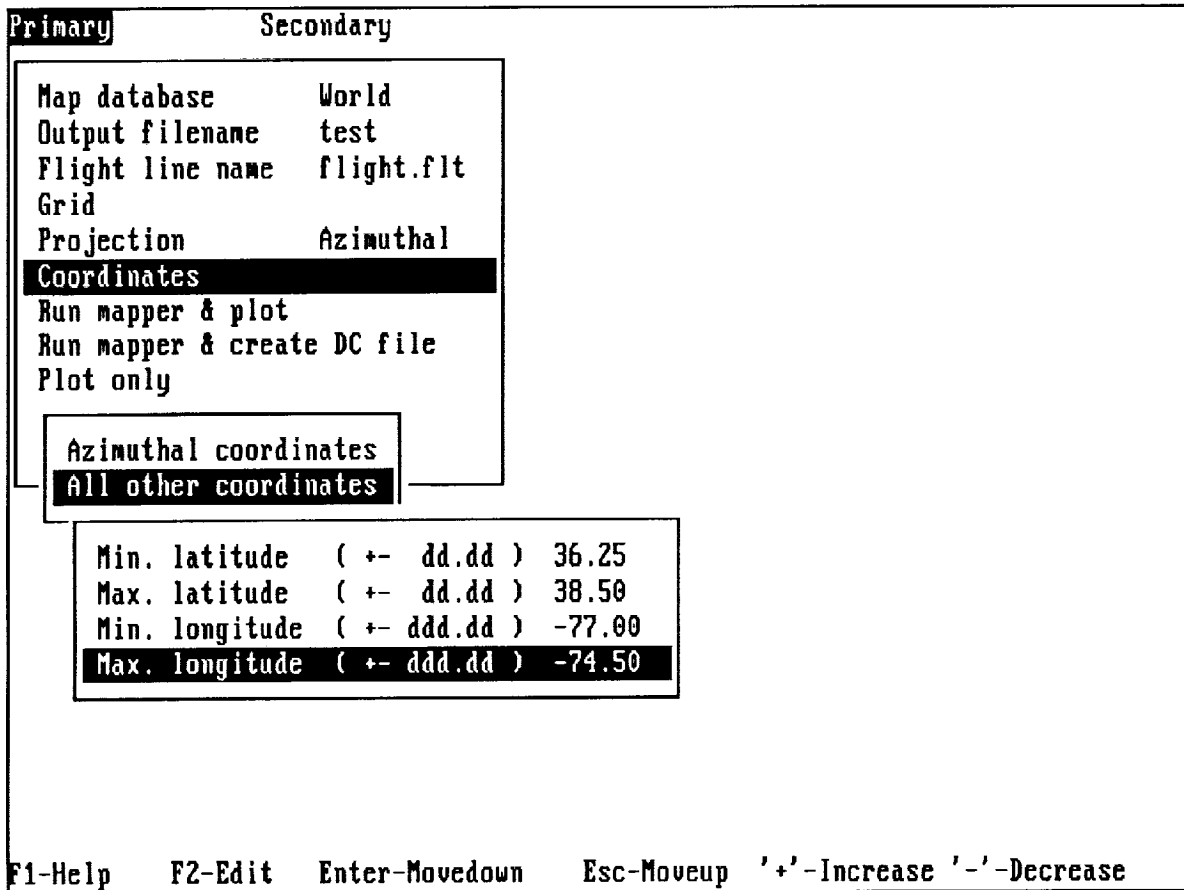 Primary Secondary
Map database World
Output filename test
Flight line name flight.flt
Grid
Projection Azimuthal
Coordinates
Run mapper & plot
Run mapper & create DC file
Plot only
Azimuthal coordinates
All other coordinates
Min. latitude ( +- dd.dd ) 36.25
Max. latitude ( +- dd.dd ) 38.50
Min. longitude ( +- ddd.dd ) -77.00
Max. longitude ( +- ddd.dd ) -74.50
F1-Help F2-Edit Enter-Movedown Esc-Moveup '+'-Increase '-'-Decrease